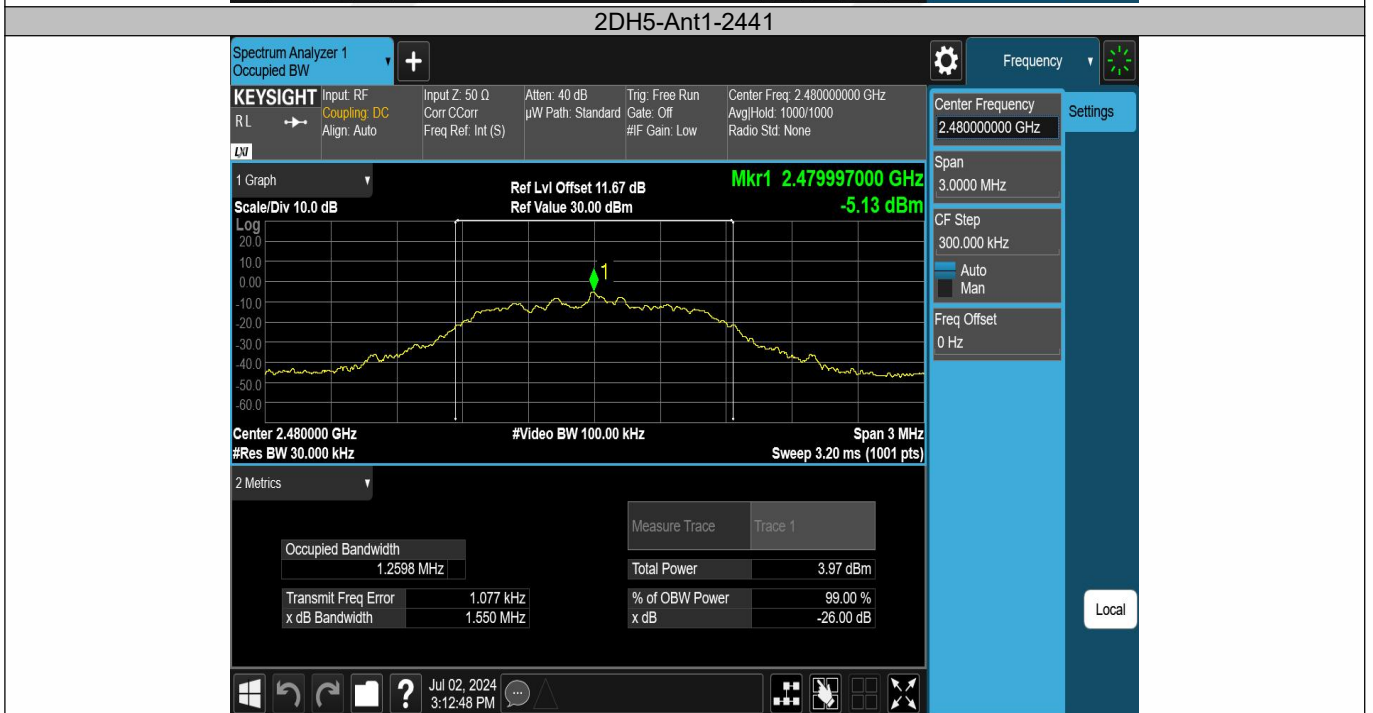 2DH5-Ant1-2441
Spectrum Analyzer 1
Occupied BW
Frequency
KEYSIGHT
RL
LXI
Input: RF
Coupling: DC
Align: Auto
Input Z: 50 Ω
Corr CCorr
Freq Ref: Int (S)
Atten: 40 dB
µW Path: Standard
Trig: Free Run
Gate: Off
#IF Gain: Low
Center Freq: 2.480000000 GHz
Avg|Hold: 1000/1000
Radio Std: None
Center Frequency
2.480000000 GHz
Settings
Span
3.0000 MHz
CF Step
300.000 kHz
Auto
Man
Freq Offset
0 Hz
Local
1 Graph
Scale/Div 10.0 dB
Ref Lvl Offset 11.67 dB
Ref Value 30.00 dBm
Mkr1 2.479997000 GHz
-5.13 dBm
Log
20.0
10.0
0.00
-10.0
-20.0
-30.0
-40.0
-50.0
-60.0
1
Center 2.480000 GHz
#Video BW 100.00 kHz
Span 3 MHz
#Res BW 30.000 kHz
Sweep 3.20 ms (1001 pts)
2 Metrics
Measure Trace
Trace 1
Occupied Bandwidth
1.2598 MHz
Total Power
3.97 dBm
Transmit Freq Error
1.077 kHz
% of OBW Power
99.00 %
x dB Bandwidth
1.550 MHz
x dB
-26.00 dB
?
Jul 02, 2024
3:12:48 PM